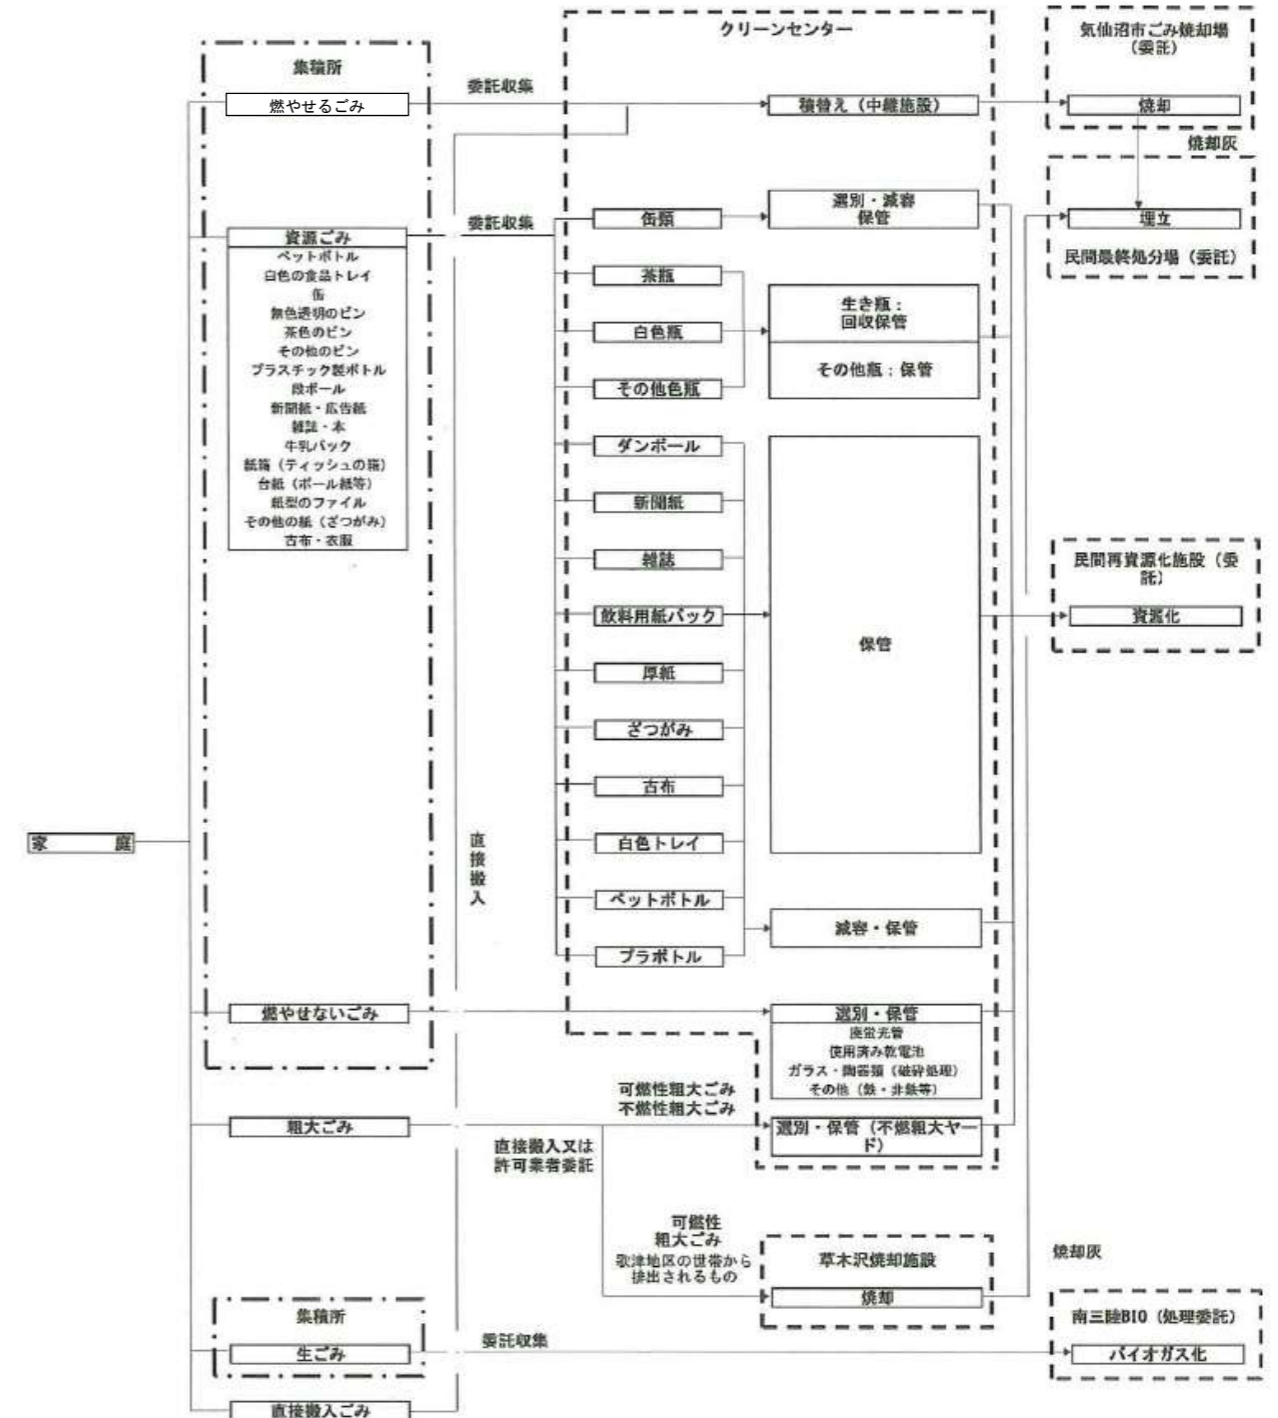 クリーンセンター
気仙沼市ごみ焼却場
(委託)
集積所
委託収集
燃やせるごみ
積替え（中継施設）
焼却
焼却灰
委託収集
資源ごみ
ペットボトル
白色の食品トレイ
缶
無色透明のビン
茶色のビン
その他のビン
プラスチック製ボトル
段ボール
新聞紙・広告紙
雑誌・本
牛乳パック
紙箱（ティッシュの箱）
台紙（ボール紙等）
紙型のファイル
その他の紙（ざつがみ）
古布・衣服
缶類
選別・減容
保管
埋立
民間最終処分場（委託）
茶瓶
白色瓶
その他色瓶
生き瓶：
回収保管
その他瓶：保管
ダンボール
新聞紙
雑誌
飲料用紙パック
厚紙
ざつがみ
古布
白色トレイ
ペットボトル
プラボトル
保管
減容・保管
民間再資源化施設（委
託）
資源化
家　　　庭
直接搬入
燃やせないごみ
選別・保管
廃蛍光管
使用済み乾電池
ガラス・陶器類（破砕処理）
その他（鉄・非鉄等）
可燃性粗大ごみ
不燃性粗大ごみ
粗大ごみ
選別・保管（不燃粗大ヤー
ド）
直接搬入又は
許可業者委託
可燃性
粗大ごみ
歌津地区の世帯から
排出されるもの
草木沢焼却施設
焼却
焼却灰
集積所
生ごみ
委託収集
南三陸BIO（処理委託）
バイオガス化
直接搬入ごみ